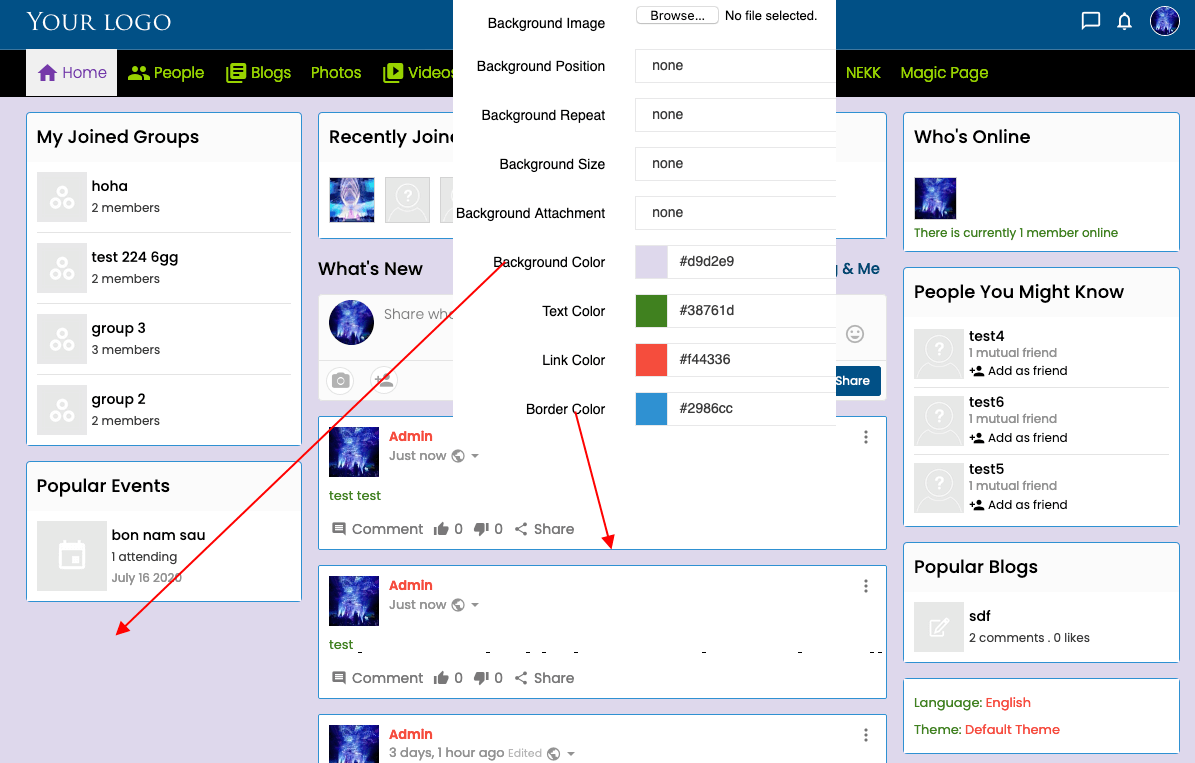 YOUR LOGO
Home
People
Blogs
Photos
Videos
NEKK
Magic Page
Background Image
Browse... No file selected.
Background Position
none
Background Repeat
none
Background Size
none
Background Attachment
none
Background Color
#d9d2e9
Text Color
#38761d
Link Color
#f44336
Border Color
#2986cc
My Joined Groups
hoha
2 members
test 224 6gg
2 members
group 3
3 members
group 2
2 members
Popular Events
bon nam sau
1 attending
July 16 2020
Recently
What's New
& Me
Share
Share
Admin
Just now
test test
Comment 0 0 Share
Admin
Just now
test
Comment 0 0 Share
Admin
3 days, 1 hour ago Edited
Who's Online
There is currently 1 member online
People You Might Know
test4
1 mutual friend
Add as friend
test6
1 mutual friend
Add as friend
test5
1 mutual friend
Add as friend
Popular Blogs
sdf
2 comments . 0 likes
Language: English
Theme: Default Theme